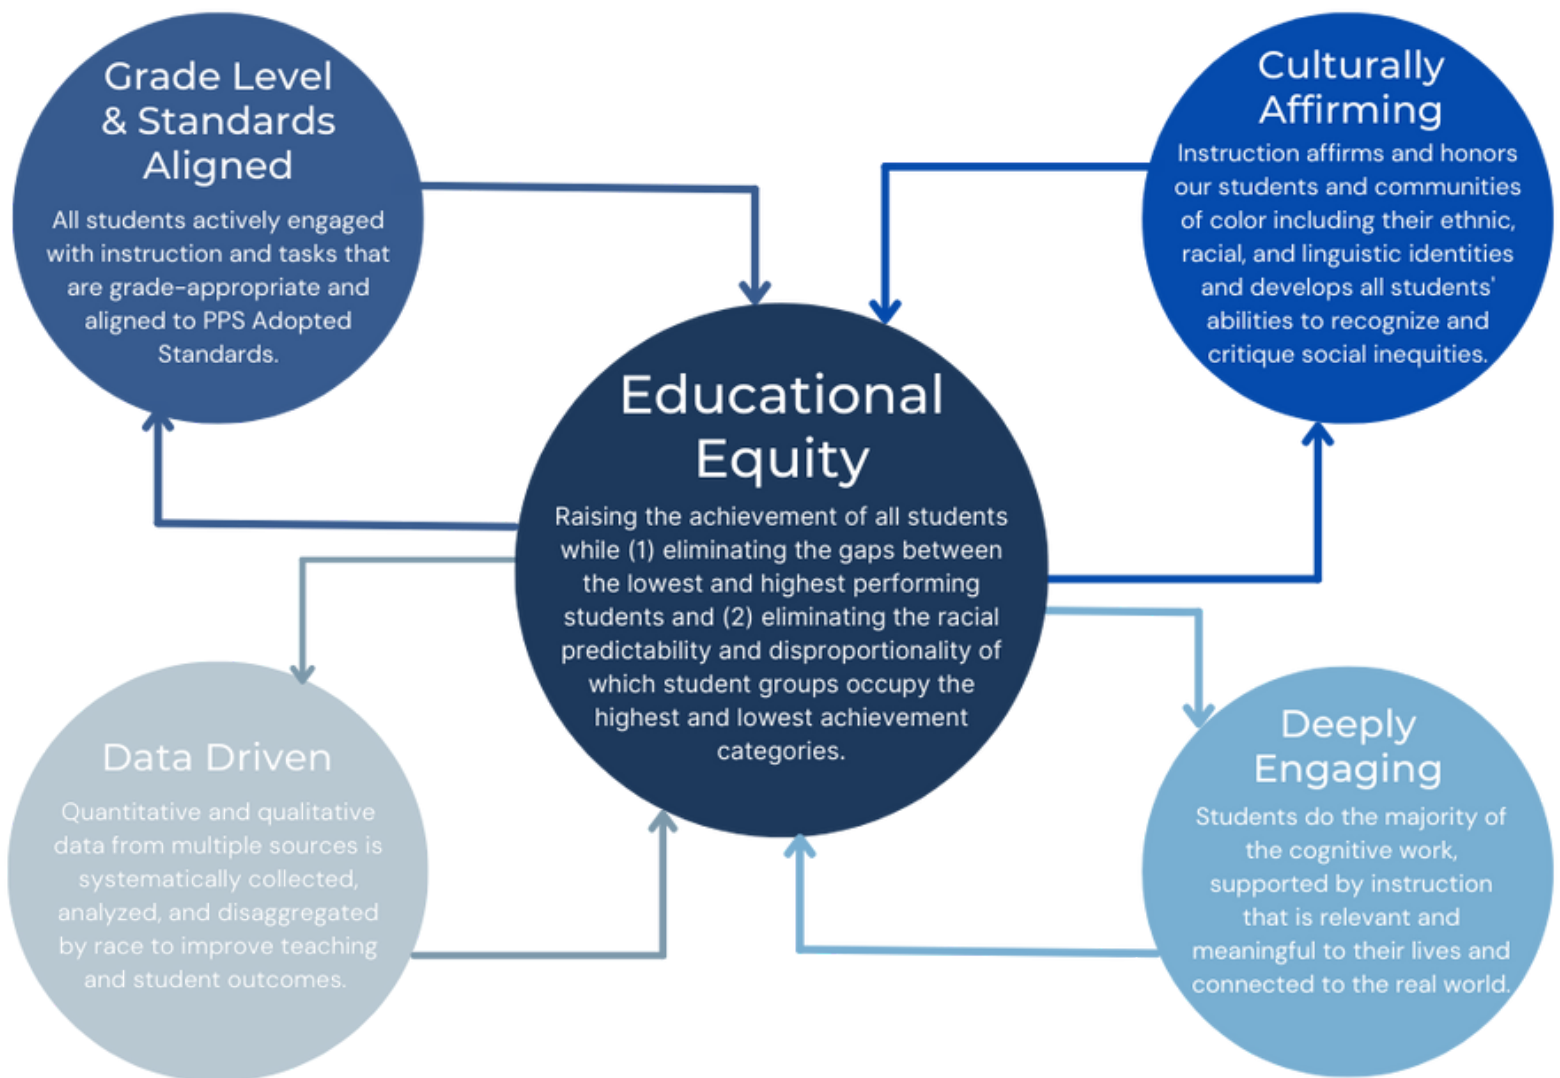 Grade Level
& Standards
Aligned
All students actively engaged
with instruction and tasks that
are grade-appropriate and
aligned to PPS Adopted
Standards.
Culturally
Affirming
Instruction affirms and honors
our students and communities
of color including their ethnic,
racial, and linguistic identities
and develops all students'
abilities to recognize and
critique social inequities.
Educational
Equity
Raising the achievement of all students
while (1) eliminating the gaps between
the lowest and highest performing
students and (2) eliminating the racial
predictability and disproportionality of
which student groups occupy the
highest and lowest achievement
categories.
Data Driven
Quantitative and qualitative
data from multiple sources is
systematically collected,
analyzed, and disaggregated
by race to improve teaching
and student outcomes.
Deeply
Engaging
Students do the majority of
the cognitive work,
supported by instruction
that is relevant and
meaningful to their lives and
connected to the real world.